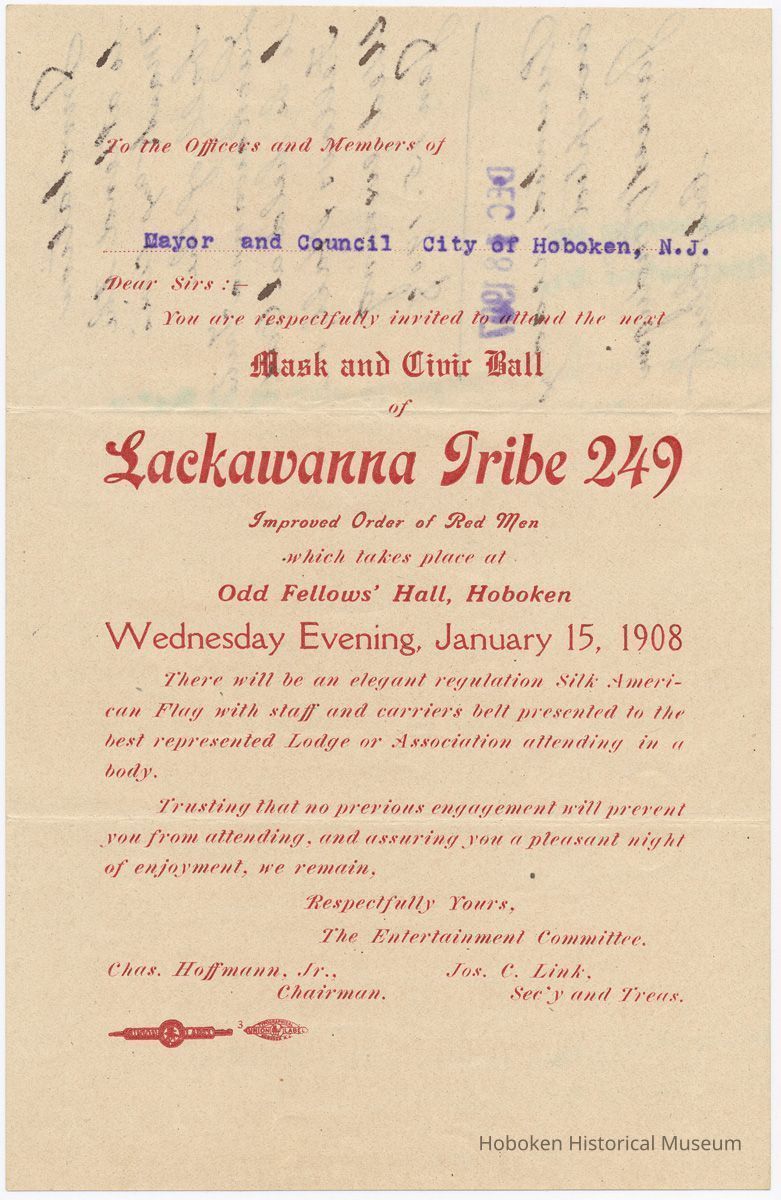 To the Officers and Members of
Mayor and Council City of Hoboken, N.J.
Dear Sirs :—
You are respectfully invited to attend the next
Mask and Civic Ball
of
Lackawanna Tribe 249
Improved Order of Red Men
which takes place at
Odd Fellows' Hall, Hoboken
Wednesday Evening, January 15, 1908
There will be an elegant regulation Silk Ameri-
can Flag with staff and carriers belt presented to the
best represented Lodge or Association attending in a
body.
Trusting that no previous engagement will prevent
you from attending, and assuring you a pleasant night
of enjoyment, we remain,
Respectfully Yours,
The Entertainment Committee.
Chas. Hoffmann, Jr., Jos. C. Link,
Chairman. Sec'y and Treas.
3
UNION LABEL
DEC
Hoboken Historical Museum